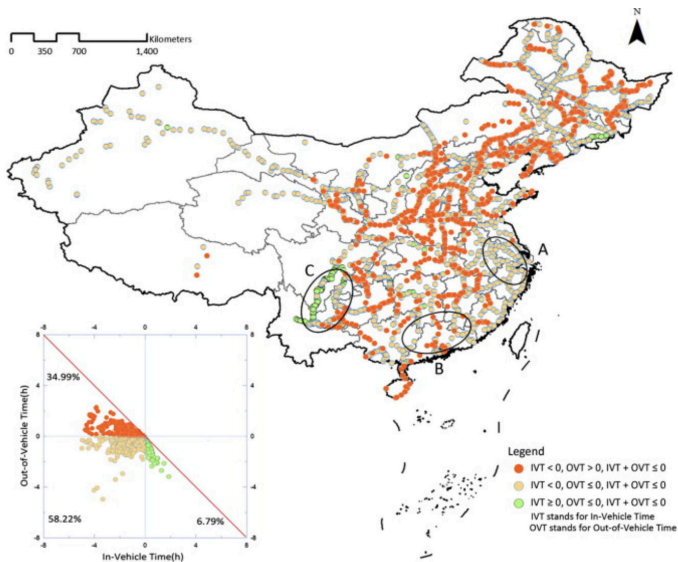 N
Kilometers
0 350 700 1,400
A
C
B
8
4
0
-4
-8
34.99%
58.22%
6.79%
Out-of-Vehicle Time(h)
-8 -4 0 4 8
In-Vehicle Time(h)
Legend
IVT < 0, OVT > 0, IVT + OVT ≤ 0
IVT < 0, OVT ≤ 0, IVT + OVT ≤ 0
IVT ≥ 0, OVT ≤ 0, IVT + OVT ≤ 0
IVT stands for In-Vehicle Time
OVT stands for Out-of-Vehicle Time